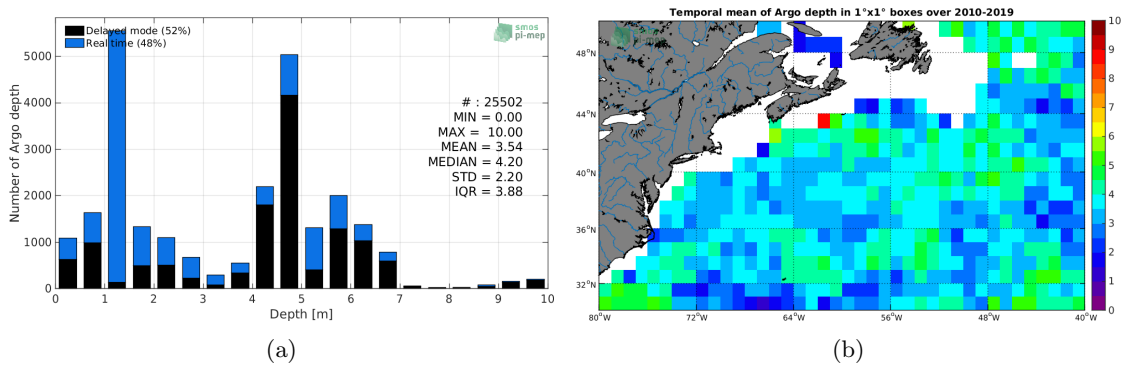 Delayed mode (52%)
Real time (48%)
smos
pi-mep
Number of Argo depth
5000
4000
3000
2000
1000
0
# : 25502
MIN = 0.00
MAX = 10.00
MEAN = 3.54
MEDIAN = 4.20
STD = 2.20
IQR = 3.88
0 1 2 3 4 5 6 7 8 9 10
Depth [m]
(a)
Temporal mean of Argo depth in 1°x1° boxes over 2010-2019
smos
pi-mep
48°N
44°N
40°N
36°N
32°N
80°W 72°W 64°W 56°W 48°W 40°W
10
9
8
7
6
5
4
3
2
1
0
(b)